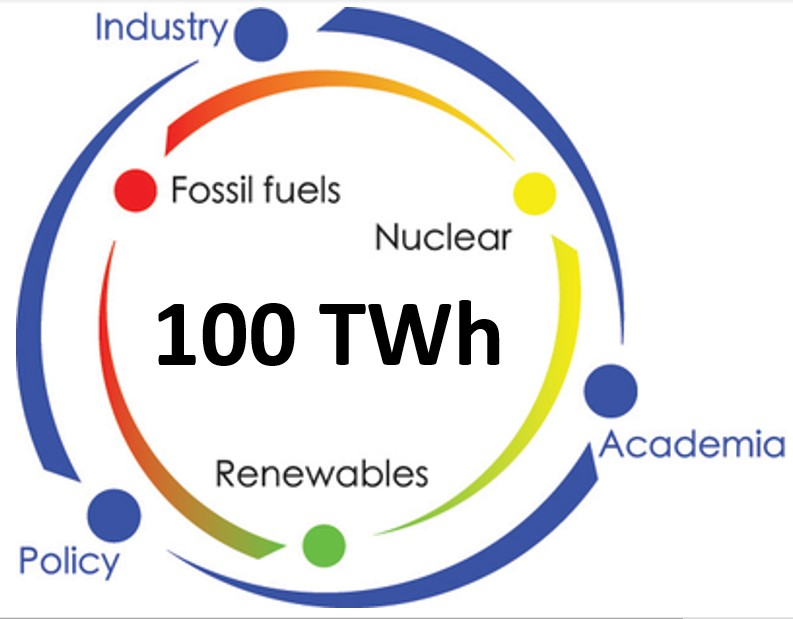 Industry
Fossil fuels
Nuclear
100 TWh
Academia
Renewables
Policy